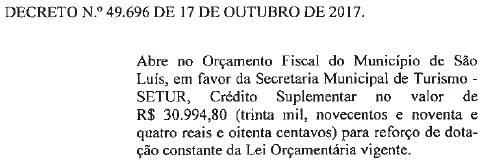 DECRETO N.º 49.696 DE 17 DE OUTUBRO DE 2017.
Abre no Orçamento Fiscal do Município de São
Luís, em favor da Secretaria Municipal de Turismo -
SETUR, Crédito Suplementar no valor de
R$ 30.994,80 (trinta mil, novecentos e noventa e
quatro reais e oitenta centavos) para reforço de dota-
ção constante da Lei Orçamentária vigente.